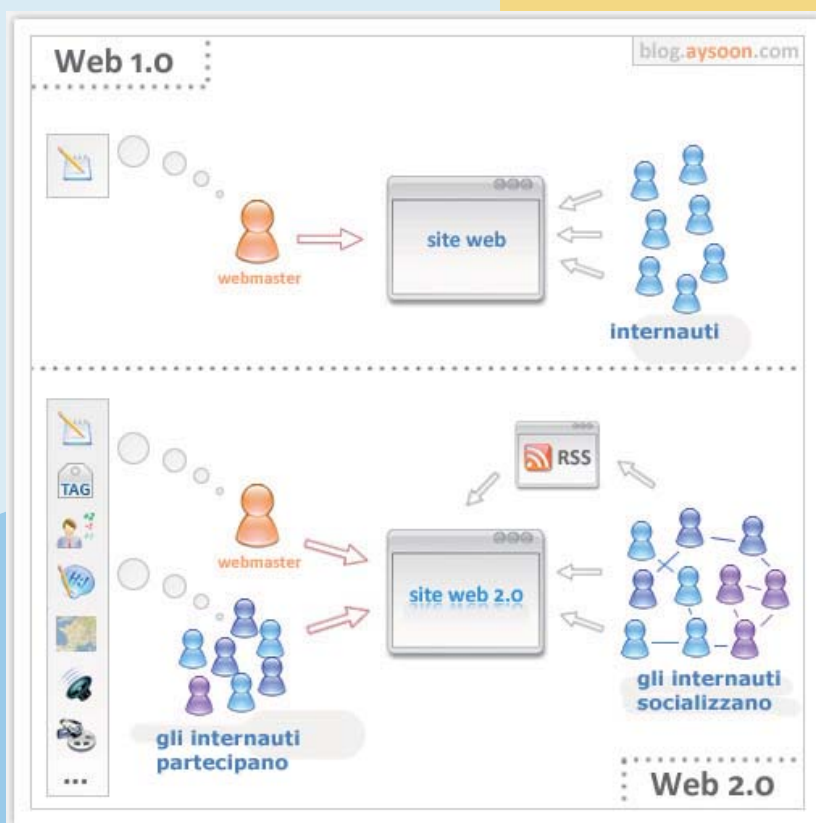 Web 1.0
blog.aysoon.com
webmaster
site web
internauti
TAG
Hi!
RSS
webmaster
site web 2.0
gli internauti
partecipano
gli internauti
socializzano
...
Web 2.0